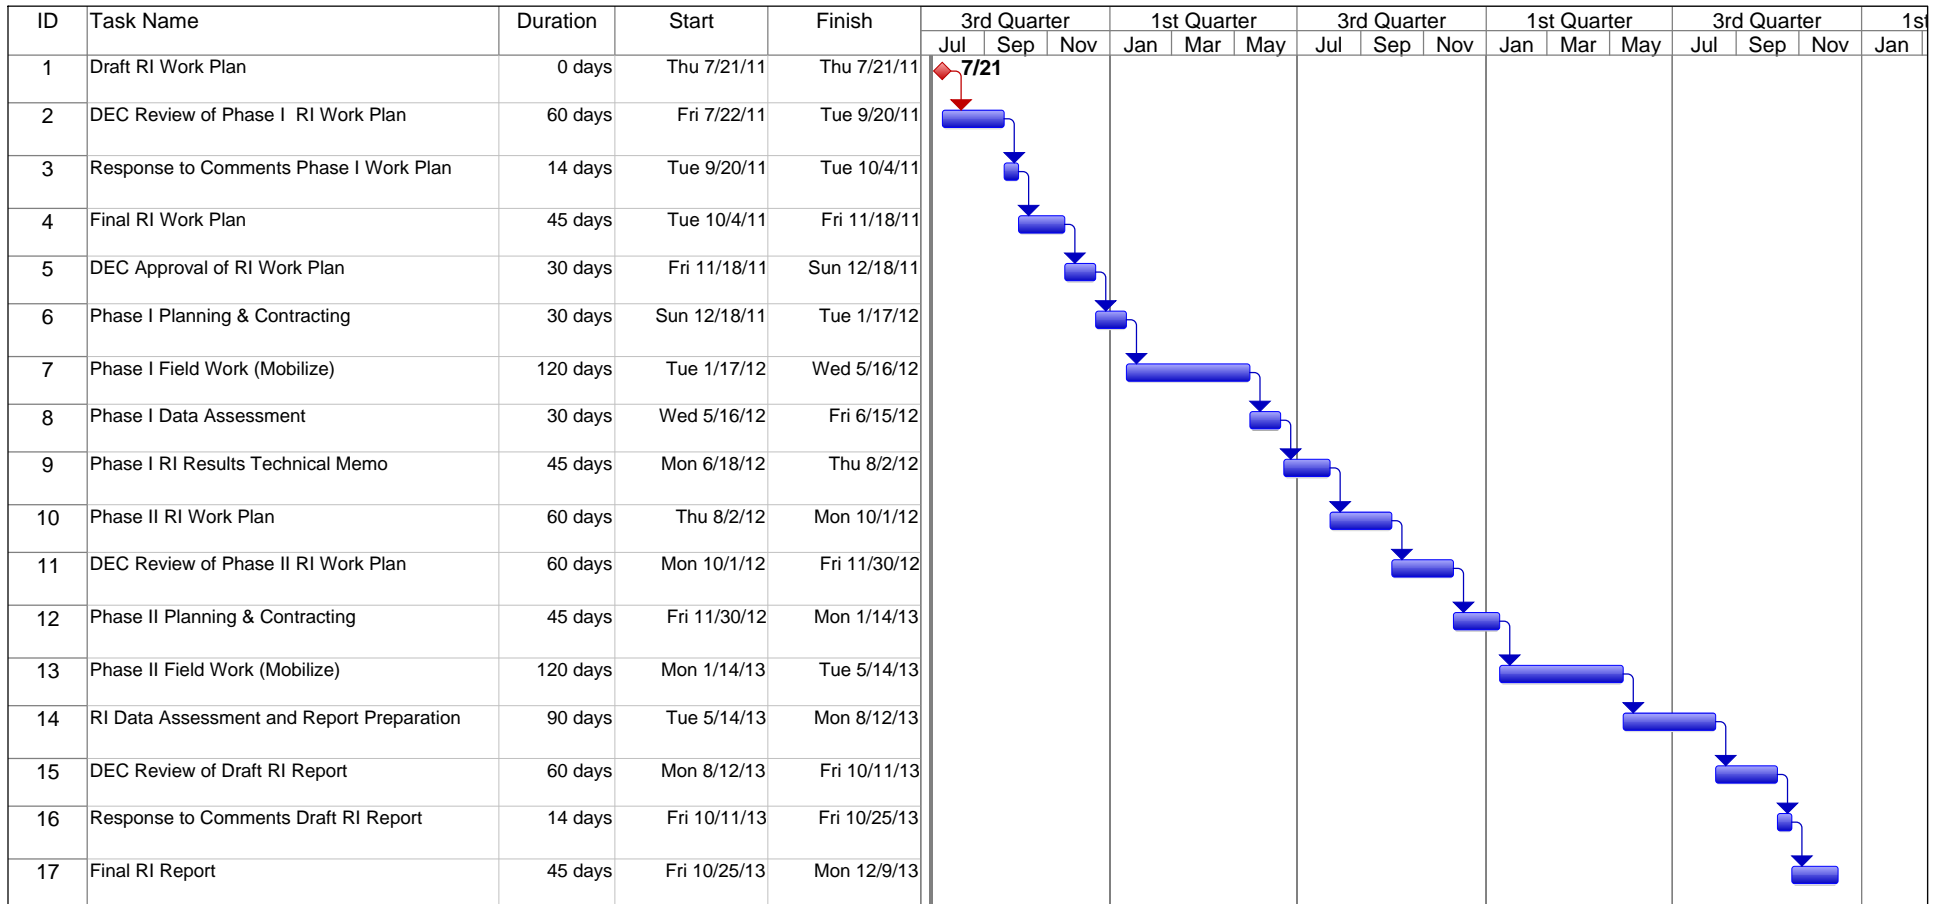 ID Task Name Duration Start Finish 3rd Quarter 1st Quarter 3rd Quarter 1st Quarter 3rd Quarter 1st
Jul Sep Nov Jan Mar May Jul Sep Nov Jan Mar May Jul Sep Nov Jan
1 Draft RI Work Plan 0 days Thu 7/21/11 Thu 7/21/11 7/21
2 DEC Review of Phase I RI Work Plan 60 days Fri 7/22/11 Tue 9/20/11
3 Response to Comments Phase I Work Plan 14 days Tue 9/20/11 Tue 10/4/11
4 Final RI Work Plan 45 days Tue 10/4/11 Fri 11/18/11
5 DEC Approval of RI Work Plan 30 days Fri 11/18/11 Sun 12/18/11
6 Phase I Planning & Contracting 30 days Sun 12/18/11 Tue 1/17/12
7 Phase I Field Work (Mobilize) 120 days Tue 1/17/12 Wed 5/16/12
8 Phase I Data Assessment 30 days Wed 5/16/12 Fri 6/15/12
9 Phase I RI Results Technical Memo 45 days Mon 6/18/12 Thu 8/2/12
10 Phase II RI Work Plan 60 days Thu 8/2/12 Mon 10/1/12
11 DEC Review of Phase II RI Work Plan 60 days Mon 10/1/12 Fri 11/30/12
12 Phase II Planning & Contracting 45 days Fri 11/30/12 Mon 1/14/13
13 Phase II Field Work (Mobilize) 120 days Mon 1/14/13 Tue 5/14/13
14 RI Data Assessment and Report Preparation 90 days Tue 5/14/13 Mon 8/12/13
15 DEC Review of Draft RI Report 60 days Mon 8/12/13 Fri 10/11/13
16 Response to Comments Draft RI Report 14 days Fri 10/11/13 Fri 10/25/13
17 Final RI Report 45 days Fri 10/25/13 Mon 12/9/13